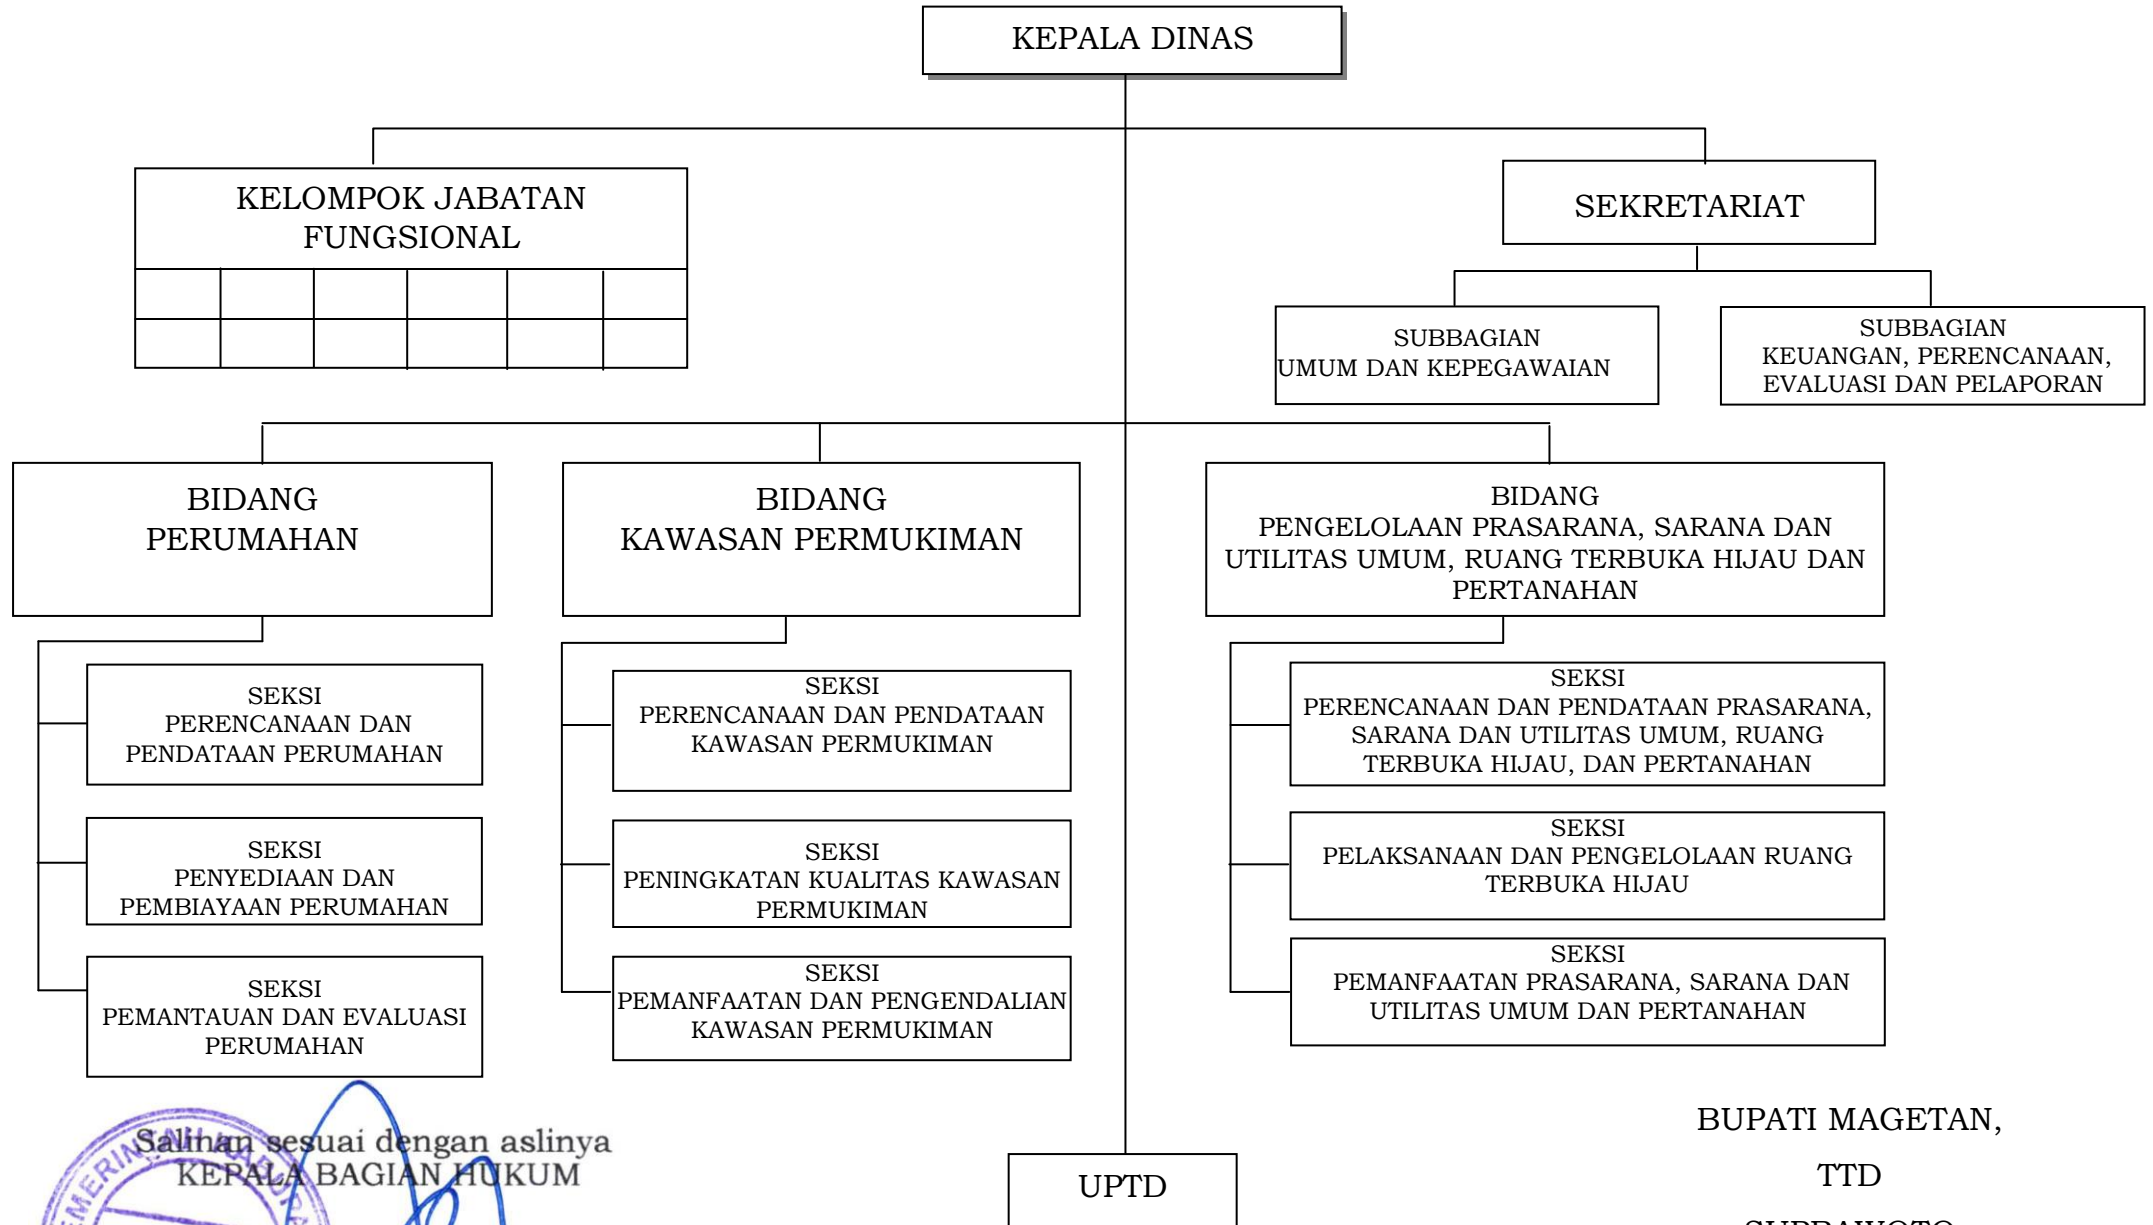 KEPALA DINAS
KELOMPOK JABATAN
FUNGSIONAL
SEKRETARIAT
SUBBAGIAN
UMUM DAN KEPEGAWAIAN
SUBBAGIAN
KEUANGAN, PERENCANAAN,
EVALUASI DAN PELAPORAN
BIDANG
PERUMAHAN
BIDANG
KAWASAN PERMUKIMAN
BIDANG
PENGELOLAAN PRASARANA, SARANA DAN
UTILITAS UMUM, RUANG TERBUKA HIJAU DAN
PERTANAHAN
SEKSI
PERENCANAAN DAN
PENDATAAN PERUMAHAN
SEKSI
PENYEDIAAN DAN
PEMBIAYAAN PERUMAHAN
SEKSI
PEMANTAUAN DAN EVALUASI
PERUMAHAN
SEKSI
PERENCANAAN DAN PENDATAAN
KAWASAN PERMUKIMAN
SEKSI
PENINGKATAN KUALITAS KAWASAN
PERMUKIMAN
SEKSI
PEMANFAATAN DAN PENGENDALIAN
KAWASAN PERMUKIMAN
SEKSI
PERENCANAAN DAN PENDATAAN PRASARANA,
SARANA DAN UTILITAS UMUM, RUANG
TERBUKA HIJAU, DAN PERTANAHAN
SEKSI
PELAKSANAAN DAN PENGELOLAAN RUANG
TERBUKA HIJAU
SEKSI
PEMANFAATAN PRASARANA, SARANA DAN
UTILITAS UMUM DAN PERTANAHAN
Salinan sesuai dengan aslinya
KEPALA BAGIAN HUKUM
UPTD
BUPATI MAGETAN,
TTD